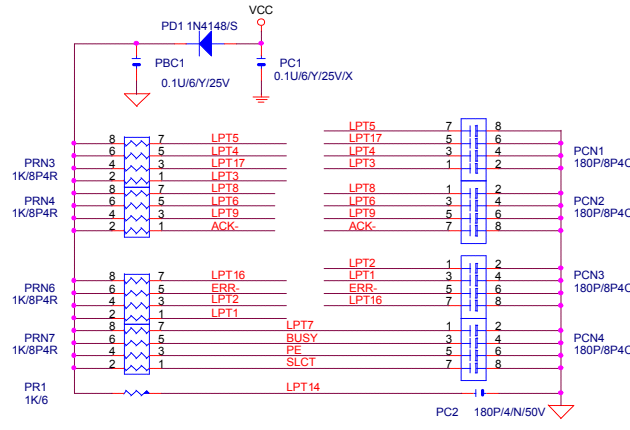 VCC
PD1 1N4148/S
PBC1
0.1U/6/Y/25V
PC1
0.1U/6/Y/25V/X
LPT5 7 8
8 7 LPT5 LPT17 5 6
6 5 LPT4 LPT4 3 4
4 3 LPT17 LPT3 1 2
2 1 LPT3
PRN3
1K/8P4R
PCN1
180P/8P4C
8 7 LPT8 LPT8 1 2
6 5 LPT6 LPT6 3 4
4 3 LPT9 LPT9 5 6
2 1 ACK- ACK- 7 8
PRN4
1K/8P4R
PCN2
180P/8P4C
LPT2 1 2
8 7 LPT16 LPT1 3 4
6 5 ERR- ERR- 5 6
4 3 LPT2 LPT16 7 8
2 1 LPT1
PRN6
1K/8P4R
PCN3
180P/8P4C
8 7 LPT7 1 2
6 5 BUSY 3 4
4 3 PE 5 6
2 1 SLCT 7 8
PRN7
1K/8P4R
PCN4
180P/8P4C
PR1
1K/6
LPT14
PC2 180P/4/N/50V